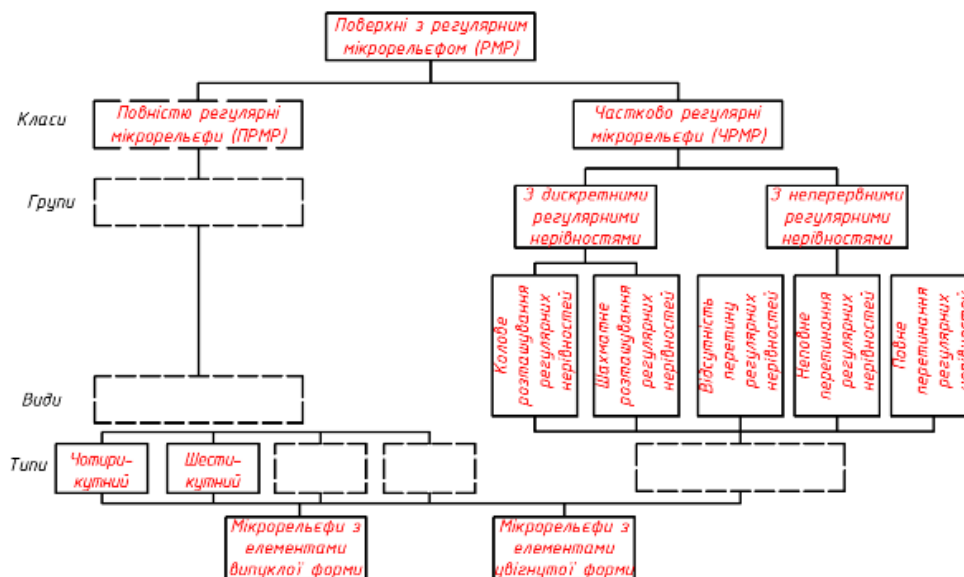 Поверхні з регулярним
мікрорельєфом (РМР)
Класи
Повністю регулярні
мікрорельєфи (ПРМР)
Частково регулярні
мікрорельєфи (ЧРМР)
Групи
З дискретними
регулярними
нерівностями
З неперервними
регулярними
нерівностями
Колове
розташування
регулярних
нерівностей
Шахматне
розташування
регулярних
нерівностей
Відсутність
перетину
регулярних
нерівностей
Неповне
перетинання
регулярних
нерівностей
Повне
перетинання
регулярних
нерівностей
Види
Типи
Чотири-
кутний
Шести-
кутний
Мікрорельєфи з
елементами
випуклої форми
Мікрорельєфи з
елементами
увігнутої форми